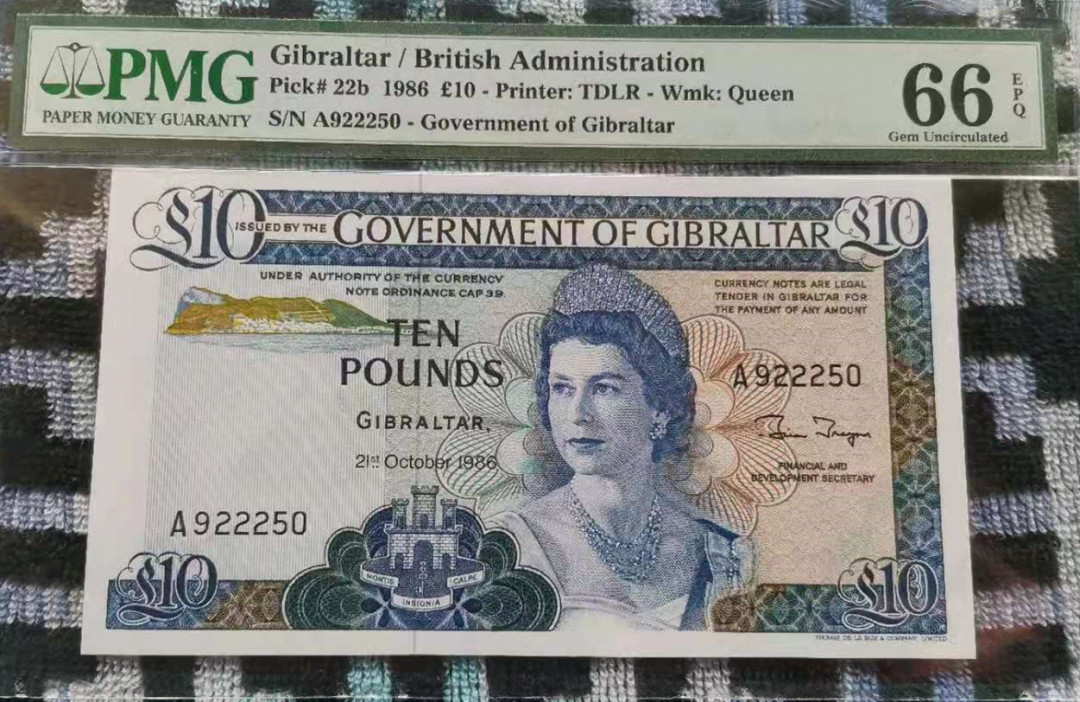 PMG
PAPER MONEY GUARANTY
Gibraltar / British Administration
Pick# 22b 1986 £10 - Printer: TDLR - Wmk: Queen
S/N A922250 - Government of Gibraltar
66
EPQ
Gem Uncirculated
£10 ISSUED BY THE GOVERNMENT OF GIBRALTAR £10
UNDER AUTHORITY OF THE CURRENCY
NOTE ORDINANCE CAP 39
CURRENCY NOTES ARE LEGAL
TENDER IN GIBRALTAR FOR
THE PAYMENT OF ANY AMOUNT
TEN
POUNDS
GIBRALTAR,
21st October 1986
A922250
FINANCIAL AND
DEVELOPMENT SECRETARY
A922250
MONTIS
CALPE
INSIGNIA
£10
£10
THOMAS DE LA RUE & COMPANY LIMITED